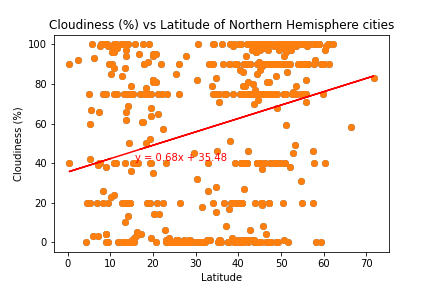 Cloudiness (%) vs Latitude of Northern Hemisphere cities
100
80
60
40
20
0
Cloudiness (%)
y = 0.68x + 35.48
0 10 20 30 40 50 60 70
Latitude